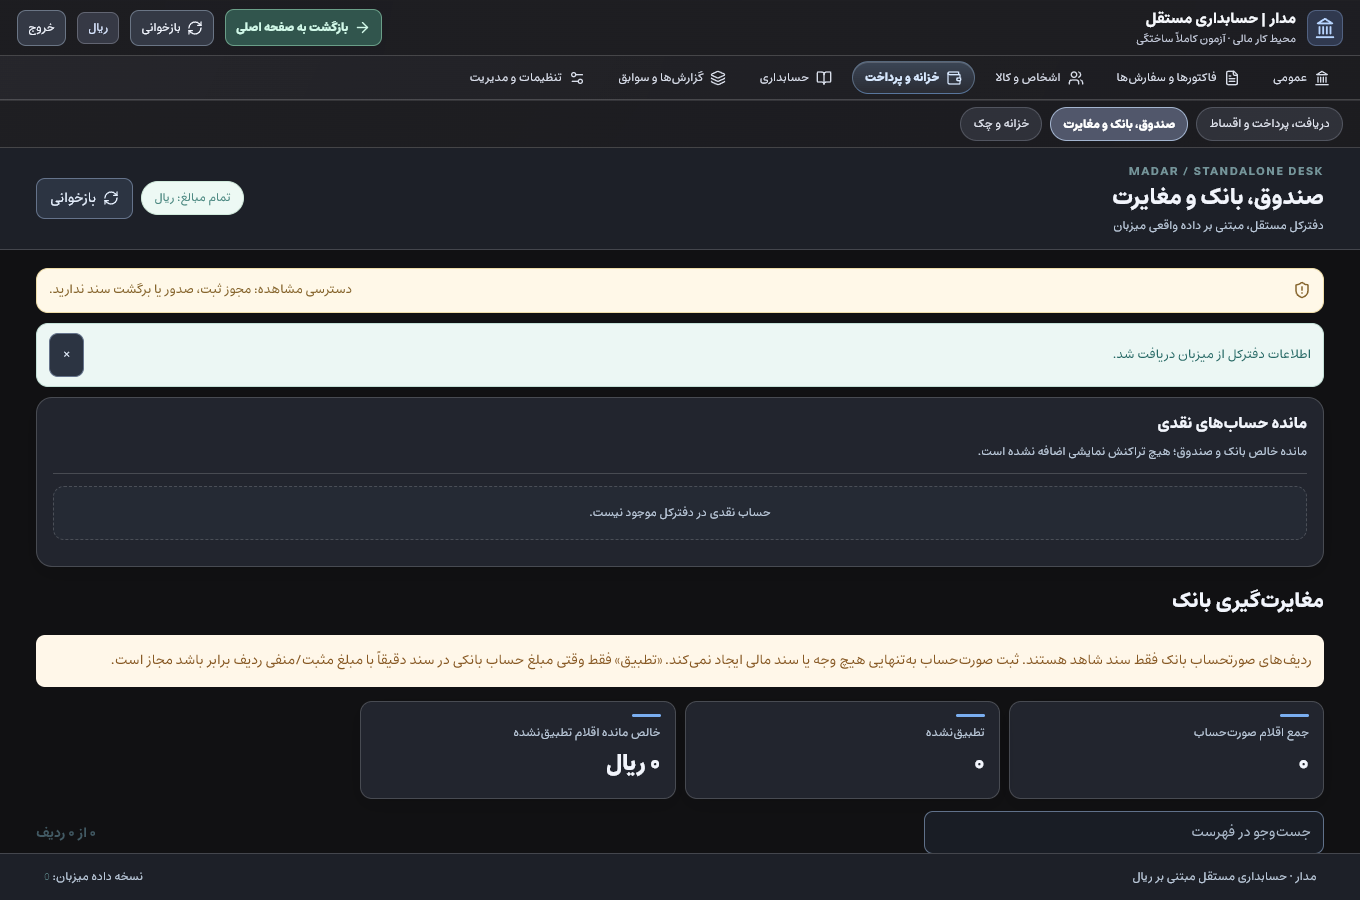 مدار | حسابداری مستقل
محیط کار مالی · آزمون کاملاً ساختگی
بازگشت به صفحه اصلی
بازخوانی
ریال
خروج
عمومی
فاکتورها و سفارش‌ها
اشخاص و کالا
خزانه و پرداخت
حسابداری
گزارش‌ها و سوابق
تنظیمات و مدیریت
دریافت، پرداخت و اقساط
صندوق، بانک و مغایرت
خزانه و چک
MADAR / STANDALONE DESK
صندوق، بانک و مغایرت
دفترکل مستقل، مبتنی بر داده واقعی میزبان
تمام مبالغ: ریال
بازخوانی
دسترسی مشاهده: مجوز ثبت، صدور یا برگشت سند ندارید.
اطلاعات دفترکل از میزبان دریافت شد.
×
مانده حساب‌های نقدی
مانده خالص بانک و صندوق؛ هیچ تراکنش نمایشی اضافه نشده است.
حساب نقدی در دفترکل موجود نیست.
مغایرت‌گیری بانک
ردیف‌های صورتحساب بانک فقط سند شاهد هستند. ثبت صورت‌حساب به‌تنهایی هیچ وجه یا سند مالی ایجاد نمی‌کند. «تطبیق» فقط وقتی مبلغ حساب بانکی در سند دقیقاً با مبلغ مثبت/منفی ردیف برابر باشد مجاز است.
جمع اقلام صورت‌حساب
۰
تطبیق‌نشده
۰
خالص مانده اقلام تطبیق‌نشده
۰ ریال
جست‌وجو در فهرست
۰ از ۰ ردیف
مدار · حسابداری مستقل مبتنی بر ریال
نسخه داده میزبان: